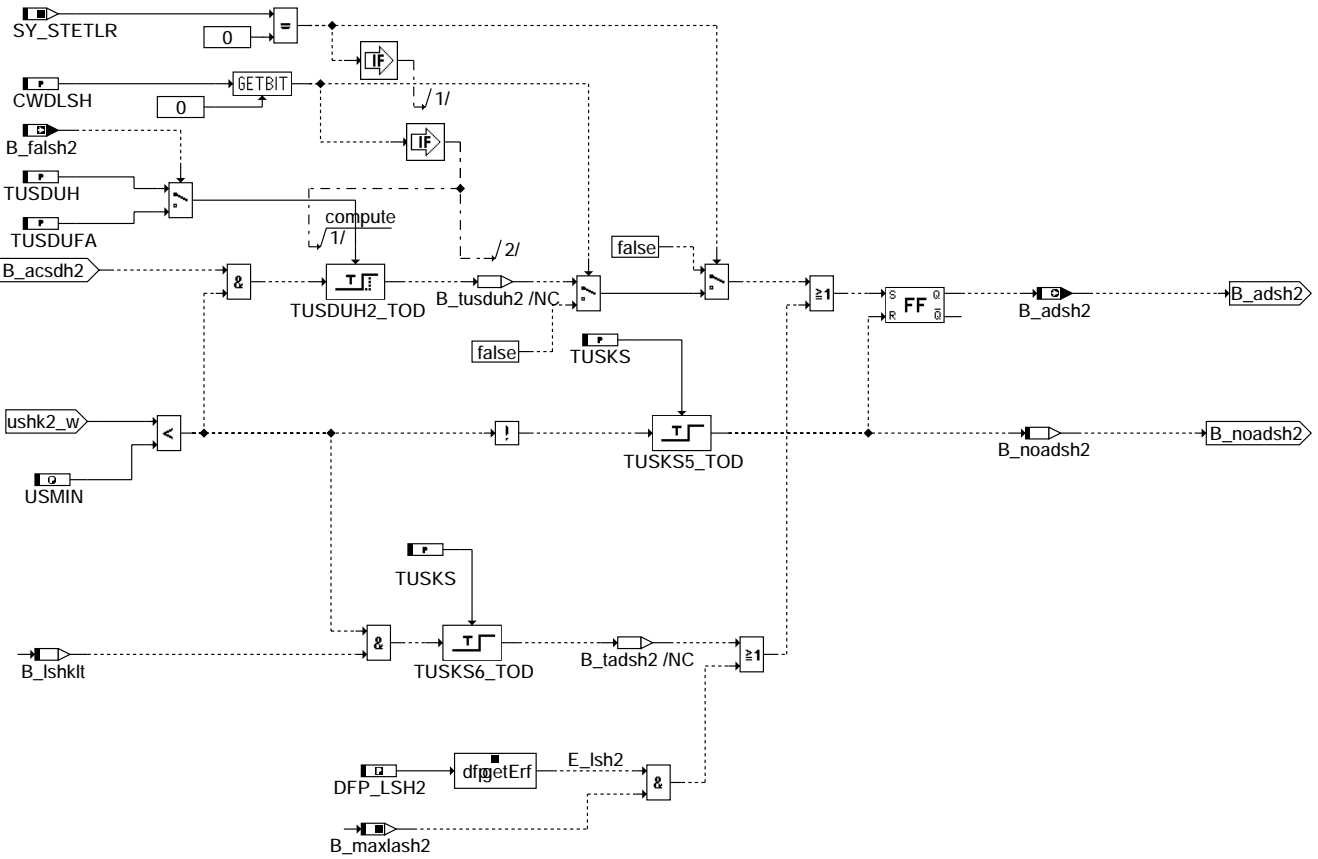 SY_STETLR
0
=
IF
1/
CWDLSH
P
GETBIT
0
IF
B_falsh2
TUSDUH
P
TUSDUFA
P
compute
1/
2/
false
B_acsdh2
&
T
TUSDUH2_TOD
B_tusduh2 /NC
≧1
S Q
FF
R Q̅
B_adsh2
B_adsh2
false
P
TUSKS
ushk2_w
<
!
T
TUSKS5_TOD
B_noadsh2
B_noadsh2
USMIN
P
TUSKS
&
T
TUSKS6_TOD
B_tadsh2 /NC
≧1
B_lshklt
dfpgetErf
E_lsh2
&
DFP_LSH2
B_maxlash2